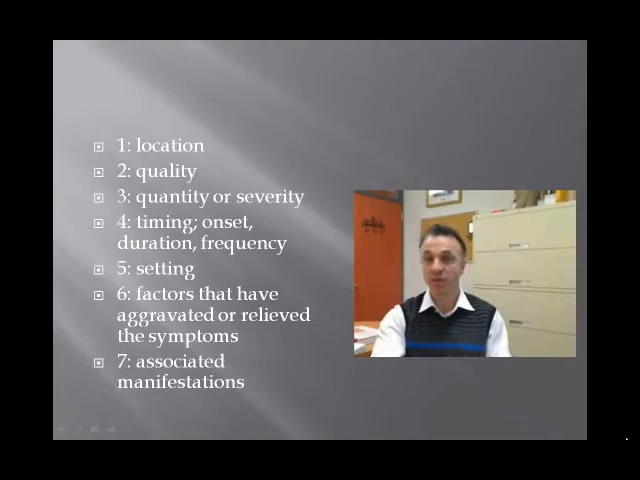 1: location
2: quality
3: quantity or severity
4: timing; onset,
duration, frequency
5: setting
6: factors that have
aggravated or relieved
the symptoms
7: associated
manifestations